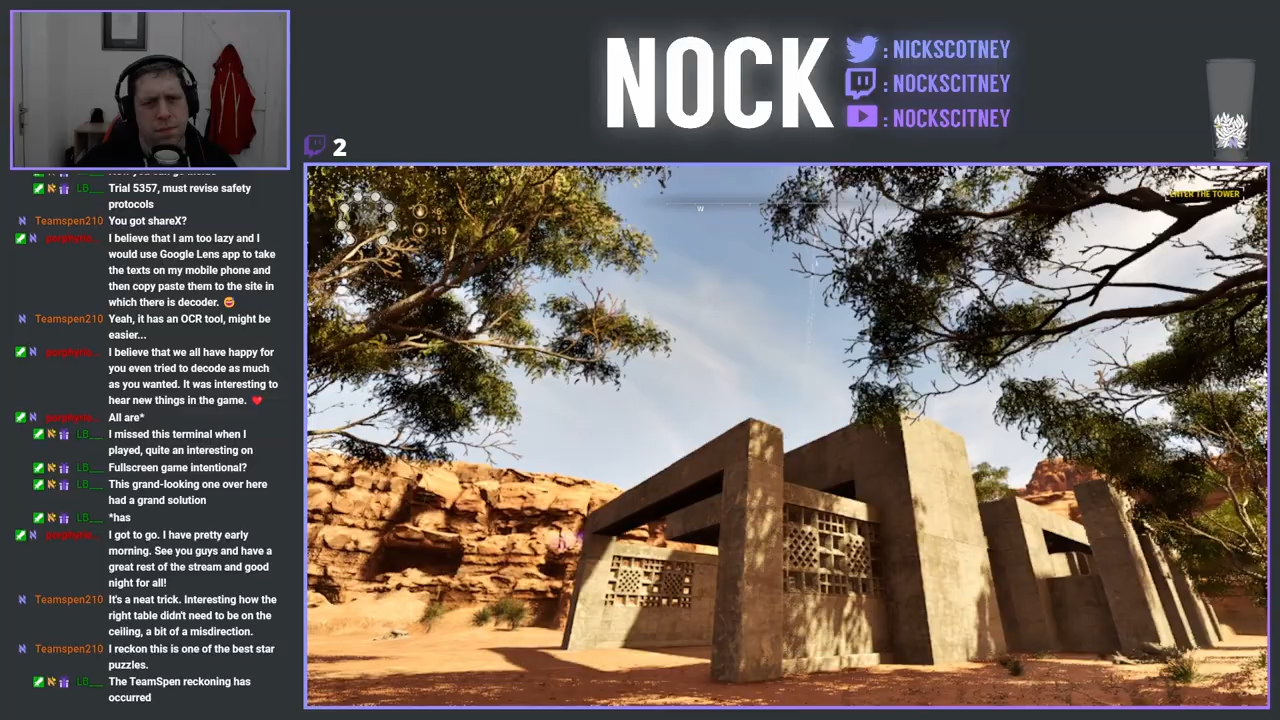 NOCK
: NICKSCOTNEY
: NOCKSCITNEY
: NOCKSCITNEY
2
LB__ Trial 5357, must revise safety
protocols
Teamspen210 You got shareX?
I believe that I am too lazy and I
would use Google Lens app to take
the texts on my mobile phone and
then copy paste them to the site in
which there is decoder. 😅
Teamspen210 Yeah, it has an OCR tool, might be
easier...
I believe that we all have happy for
you even tried to decode as much
as you wanted. It was interesting to
hear new things in the game. ❤️
All are*
LB__ I missed this terminal when I
played, quite an interesting on
LB__ Fullscreen game intentional?
LB__ This grand-looking one over here
had a grand solution
LB__ *has
I got to go. I have pretty early
morning. See you guys and have a
great rest of the stream and good
night for all!
Teamspen210 It's a neat trick. Interesting how the
right table didn't need to be on the
ceiling, a bit of a misdirection.
Teamspen210 I reckon this is one of the best star
puzzles.
LB__ The TeamSpen reckoning has
occurred
W
ENTER THE TOWER